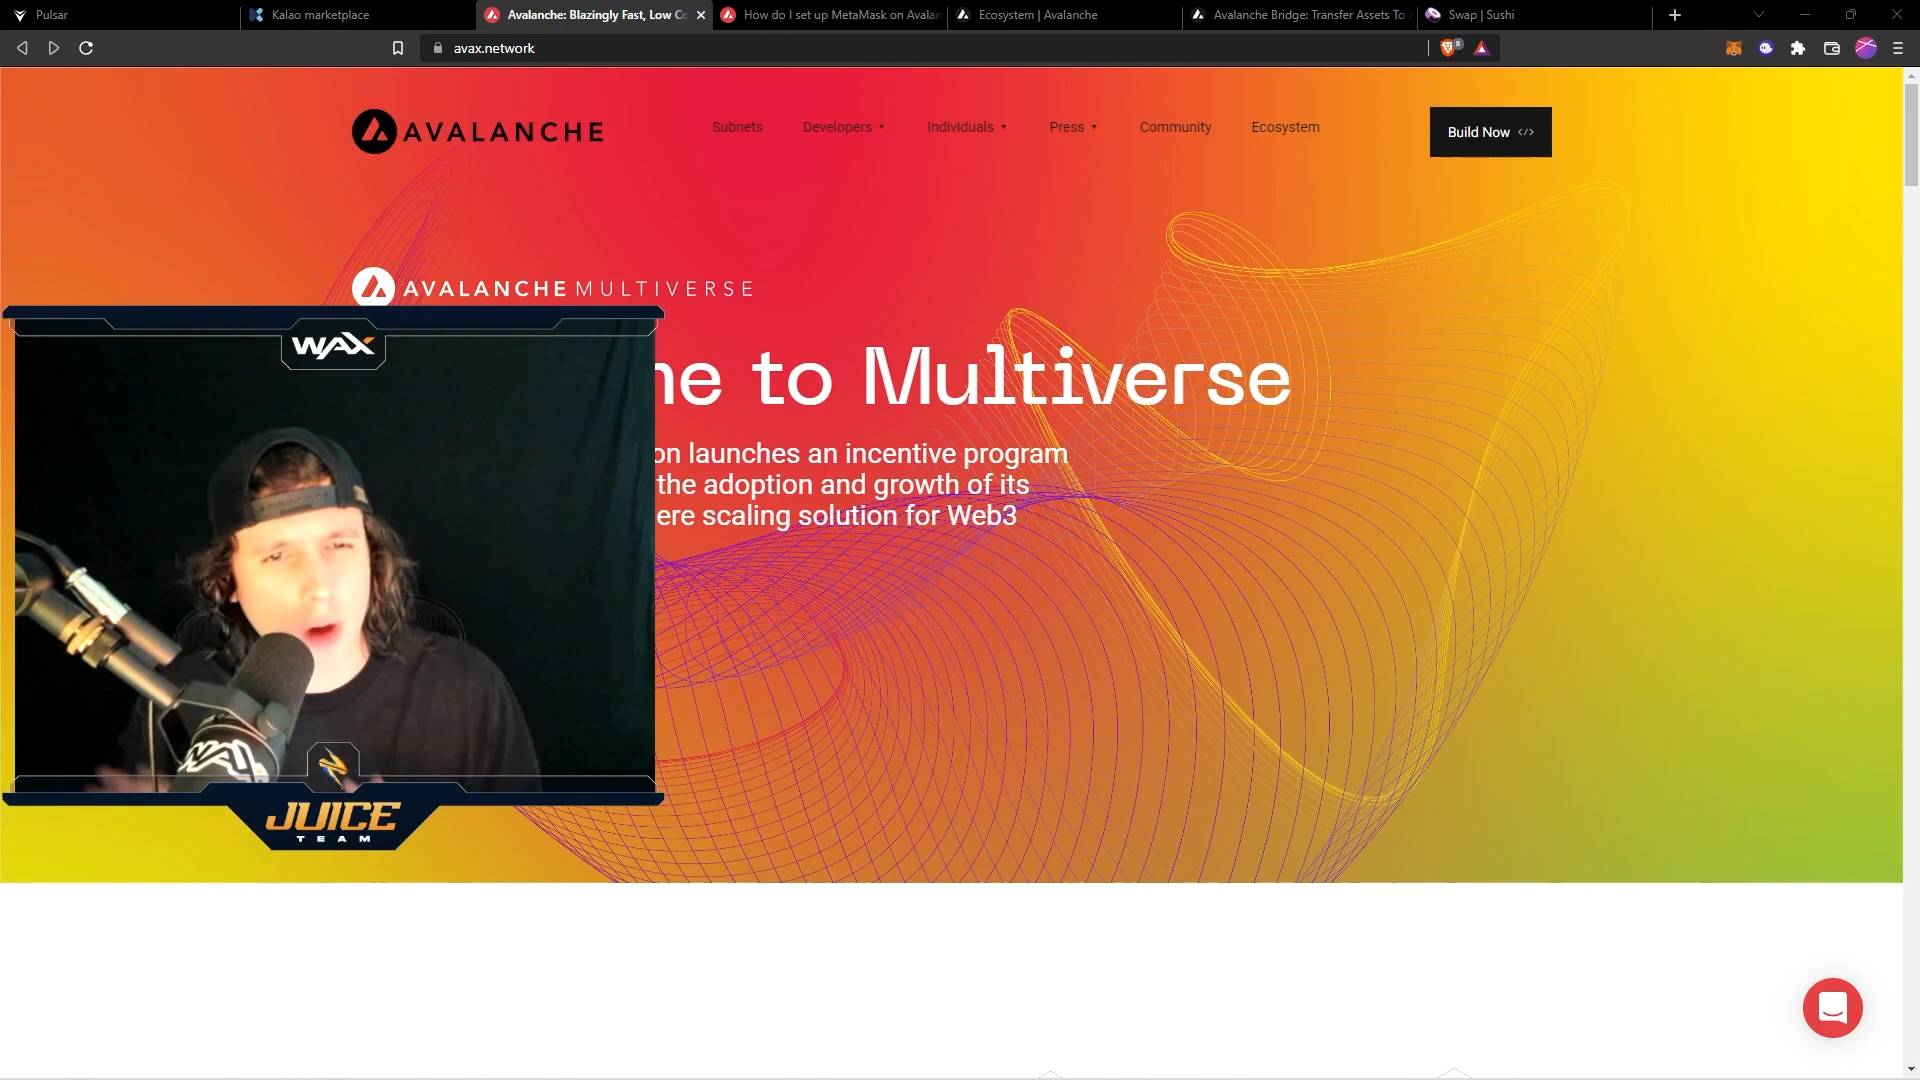 Pulsar
Kalao marketplace
Avalanche: Blazingly Fast, Low Co
How do I set up MetaMask on Avalan
Ecosystem | Avalanche
Avalanche Bridge: Transfer Assets To
Swap | Sushi
avax.network
8
AVALANCHE
Subnets
Developers
Individuals
Press
Community
Ecosystem
Build Now </>
AVALANCHE MULTIVERSE
ne to Multiverse
on launches an incentive program
the adoption and growth of its
ere scaling solution for Web3
WAX
JUICE
TEAM